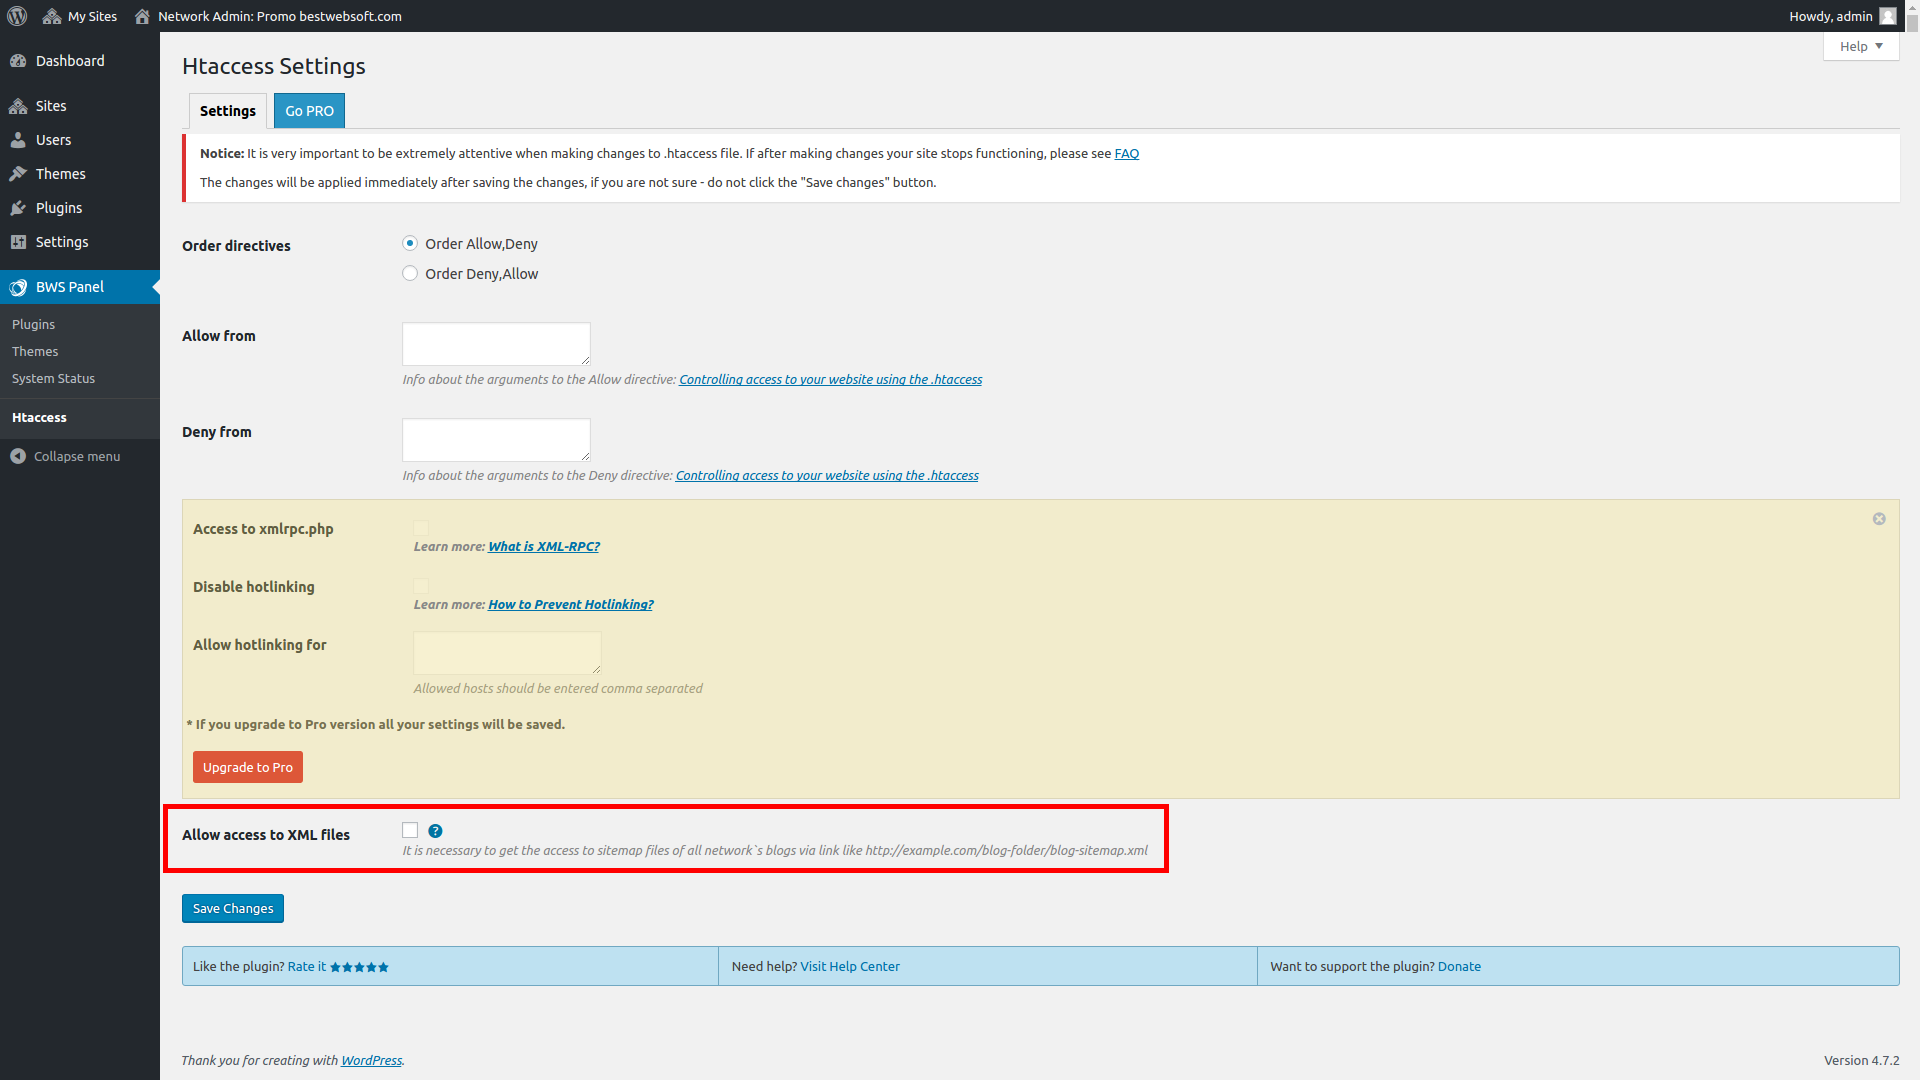 My Sites
Network Admin: Promo bestwebsoft.com
Howdy, admin
Dashboard
Sites
Users
Themes
Plugins
Settings
BWS Panel
Plugins
Themes
System Status
Htaccess
Collapse menu
Help
Htaccess Settings
Settings
Go PRO
Notice: It is very important to be extremely attentive when making changes to .htaccess file. If after making changes your site stops functioning, please see FAQ
The changes will be applied immediately after saving the changes, if you are not sure - do not click the "Save changes" button.
Order directives
Order Allow,Deny
Order Deny,Allow
Allow from
Info about the arguments to the Allow directive: Controlling access to your website using the .htaccess
Deny from
Info about the arguments to the Deny directive: Controlling access to your website using the .htaccess
Access to xmlrpc.php
Learn more: What is XML-RPC?
Disable hotlinking
Learn more: How to Prevent Hotlinking?
Allow hotlinking for
Allowed hosts should be entered comma separated
* If you upgrade to Pro version all your settings will be saved.
Upgrade to Pro
Allow access to XML files
?
It is necessary to get the access to sitemap files of all network`s blogs via link like http://example.com/blog-folder/blog-sitemap.xml
Save Changes
Like the plugin? Rate it
Need help? Visit Help Center
Want to support the plugin? Donate
Thank you for creating with WordPress.
Version 4.7.2